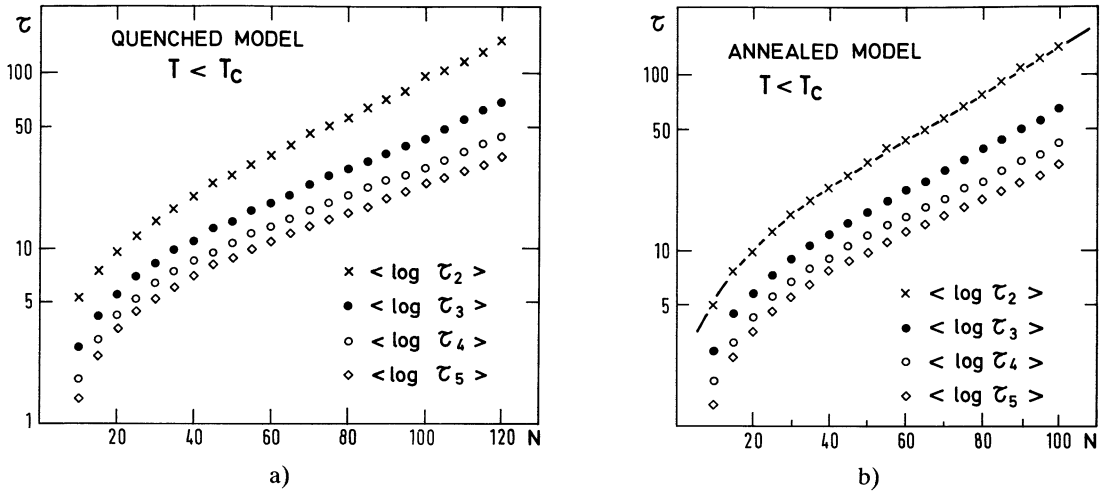 τ
QUENCHED MODEL
T < Tc
100
50
10
5
1
× < log τ2 >
● < log τ3 >
○ < log τ4 >
◇ < log τ5 >
20 40 60 80 100 120 N
a)
τ
ANNEALED MODEL
T < Tc
100
50
10
5
× < log τ2 >
● < log τ3 >
○ < log τ4 >
◇ < log τ5 >
20 40 60 80 100 N
b)